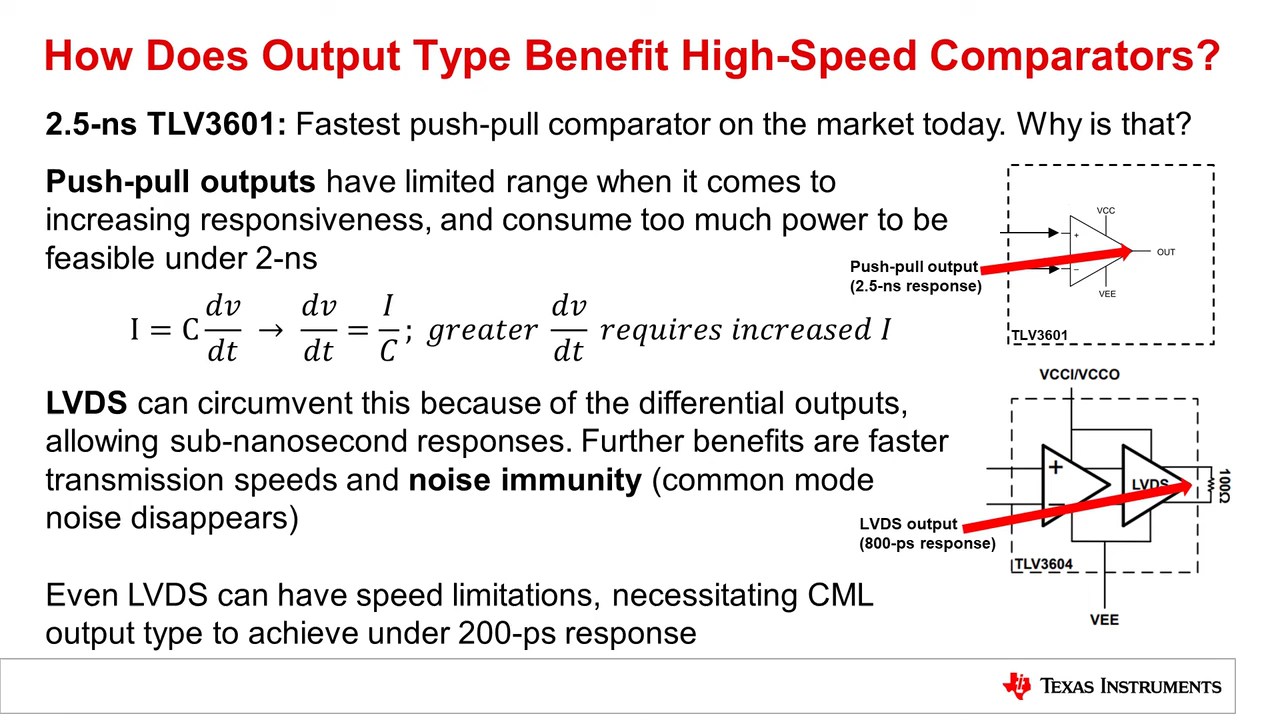 How Does Output Type Benefit High-Speed Comparators?
2.5-ns TLV3601: Fastest push-pull comparator on the market today. Why is that?
Push-pull outputs have limited range when it comes to
increasing responsiveness, and consume too much power to be
feasible under 2-ns
I = C dv/dt → dv/dt = I/C ; greater dv/dt requires increased I
LVDS can circumvent this because of the differential outputs,
allowing sub-nanosecond responses. Further benefits are faster
transmission speeds and noise immunity (common mode
noise disappears)
Even LVDS can have speed limitations, necessitating CML
output type to achieve under 200-ps response
VCC
+
OUT
−
VEE
Push-pull output
(2.5-ns response)
TLV3601
VCCI/VCCO
+
LVDS
−
100Ω
LVDS output
(800-ps response)
TLV3604
VEE
TEXAS INSTRUMENTS